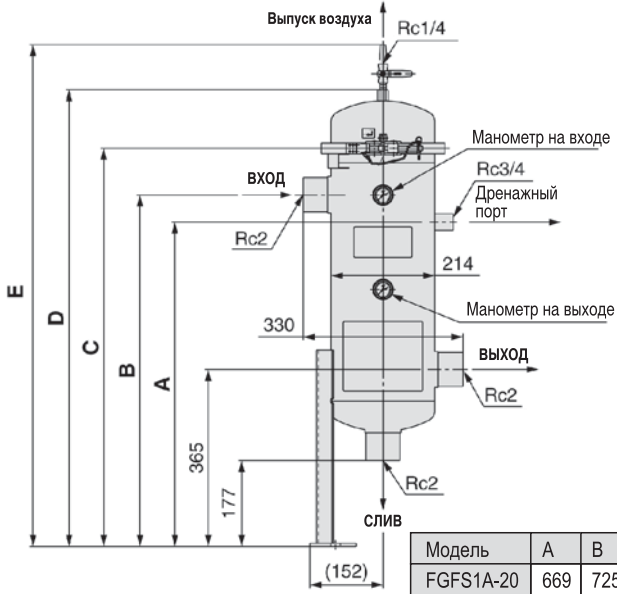 Выпуск воздуха
Rc1/4
Манометр на входе
ВХОД
Rc3/4
Дренажный
порт
Rc2
214
Манометр на выходе
330
ВЫХОД
Rc2
E
D
C
B
A
365
177
Rc2
СЛИВ
(152)
Модель A B
FGFS1A-20 669 725